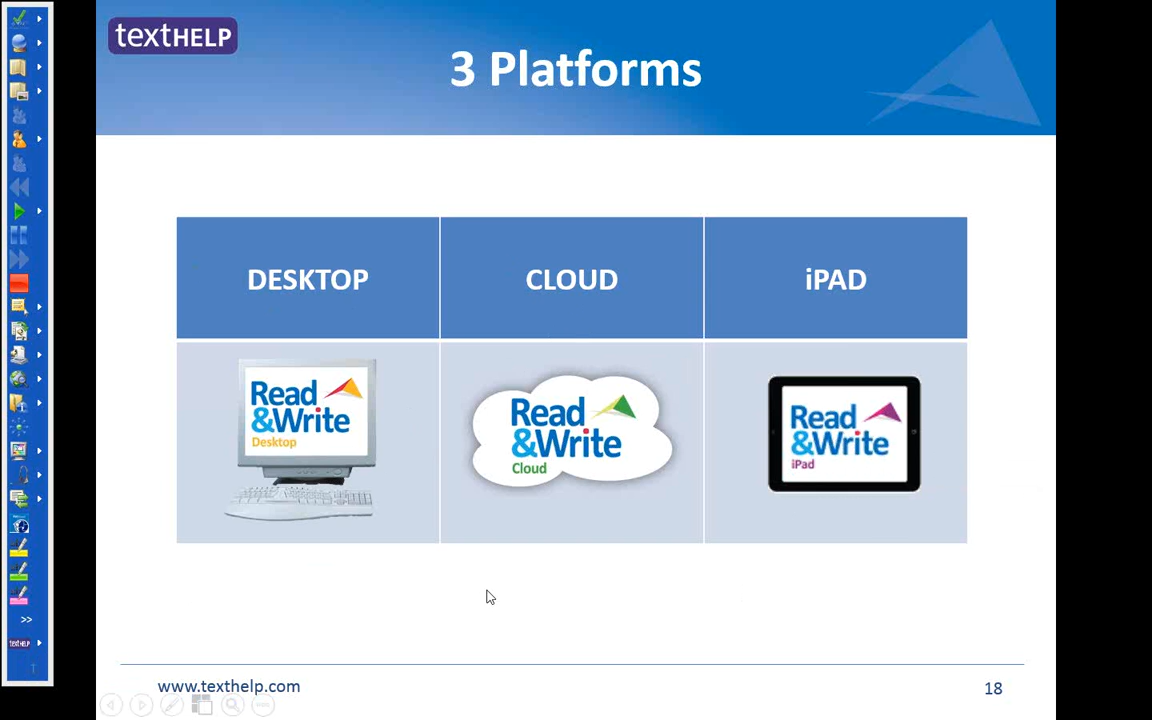 textHELP
3 Platforms
DESKTOP
CLOUD
iPAD
Read
&Write
Desktop
Read
&Write
Cloud
Read
&Write
iPad
>>
textHELP
www.texthelp.com
18